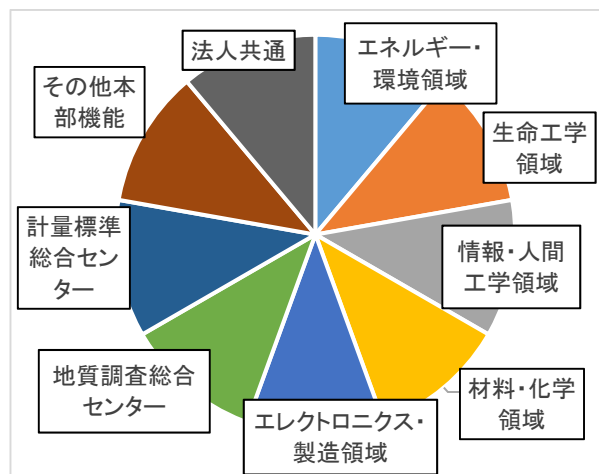 エネルギー・
環境領域
生命工学
領域
情報・人間
工学領域
材料・化学
領域
エレクトロニクス・
製造領域
地質調査総合
センター
計量標準
総合セン
ター
その他本
部機能
法人共通